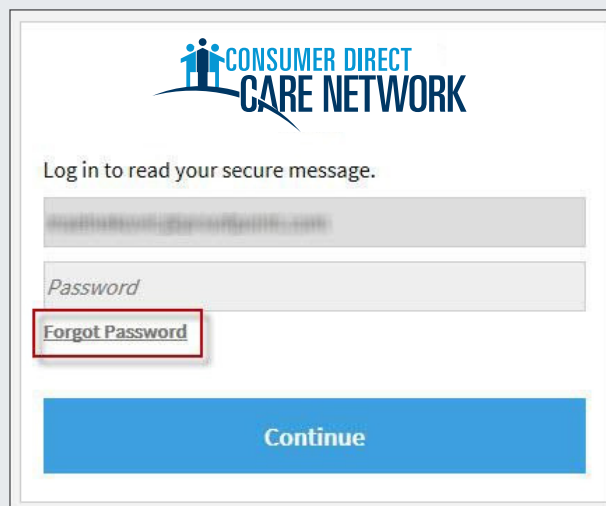 CONSUMER DIRECT
CARE NETWORK
Log in to read your secure message.
Password
Forgot Password
Continue